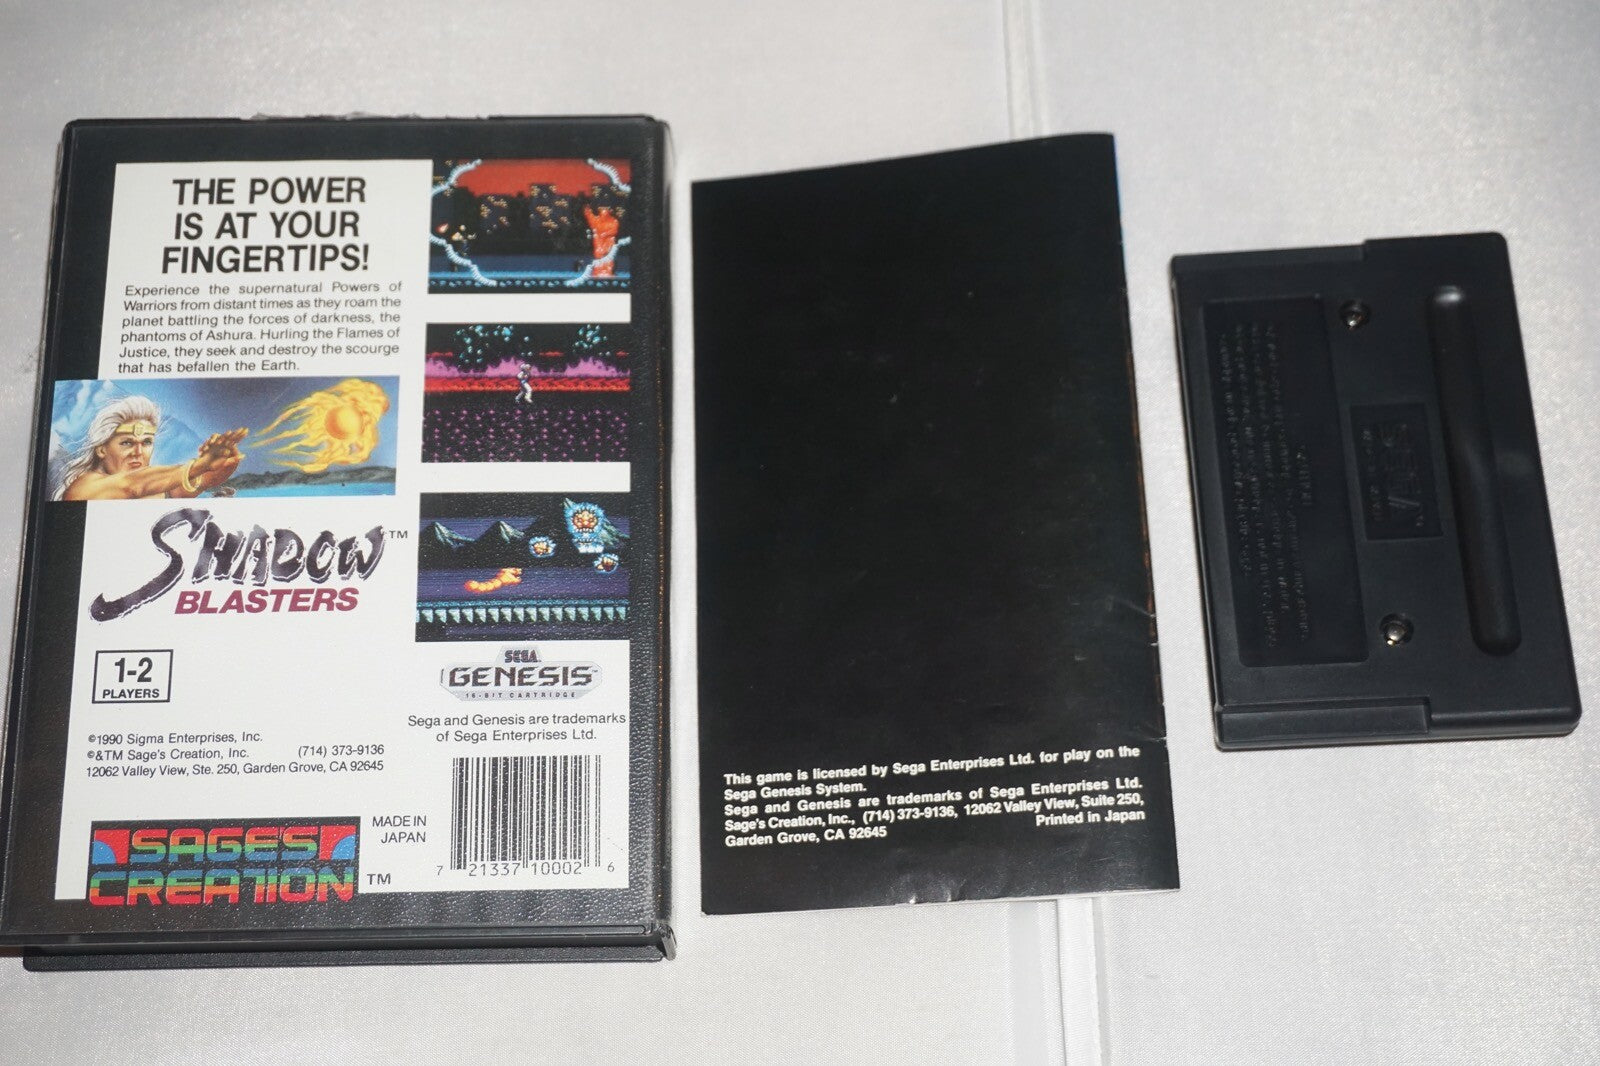 THE POWER
IS AT YOUR
FINGERTIPS!
Experience the supernatural Powers of
Warriors from distant times as they roam the
planet battling the forces of darkness, the
phantoms of Ashura. Hurling the Flames of
Justice, they seek and destroy the scourge
that has befallen the Earth.
SHADOW™
BLASTERS
1-2
PLAYERS
SEGA
GENESIS
16-BIT CARTRIDGE
Sega and Genesis are trademarks
of Sega Enterprises Ltd.
©1990 Sigma Enterprises, Inc.
©&TM Sage's Creation, Inc. (714) 373-9136
12062 Valley View, Ste. 250, Garden Grove, CA 92645
SAGE'S
CREATION TM
MADE IN
JAPAN
7 21337 10002 6
This game is licensed by Sega Enterprises Ltd. for play on the
Sega Genesis System.
Sega and Genesis are trademarks of Sega Enterprises Ltd.
Sage's Creation, Inc., (714) 373-9136, 12062 Valley View, Suite 250,
Garden Grove, CA 92645 Printed in Japan
SEGA